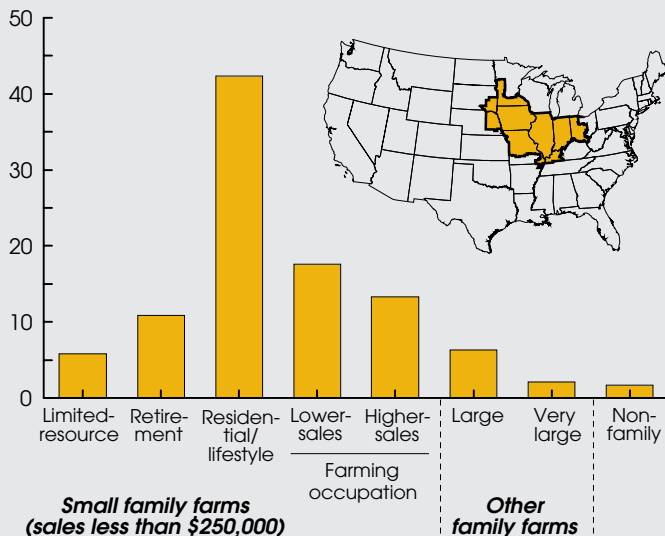 50
40
30
20
10
0
Limited-
resource
Retire-
ment
Residen-
tial/
lifestyle
Lower-
sales
Higher-
sales
Large
Very
large
Non-
family
Farming
occupation
Small family farms
(sales less than $250,000)
Other
family farms